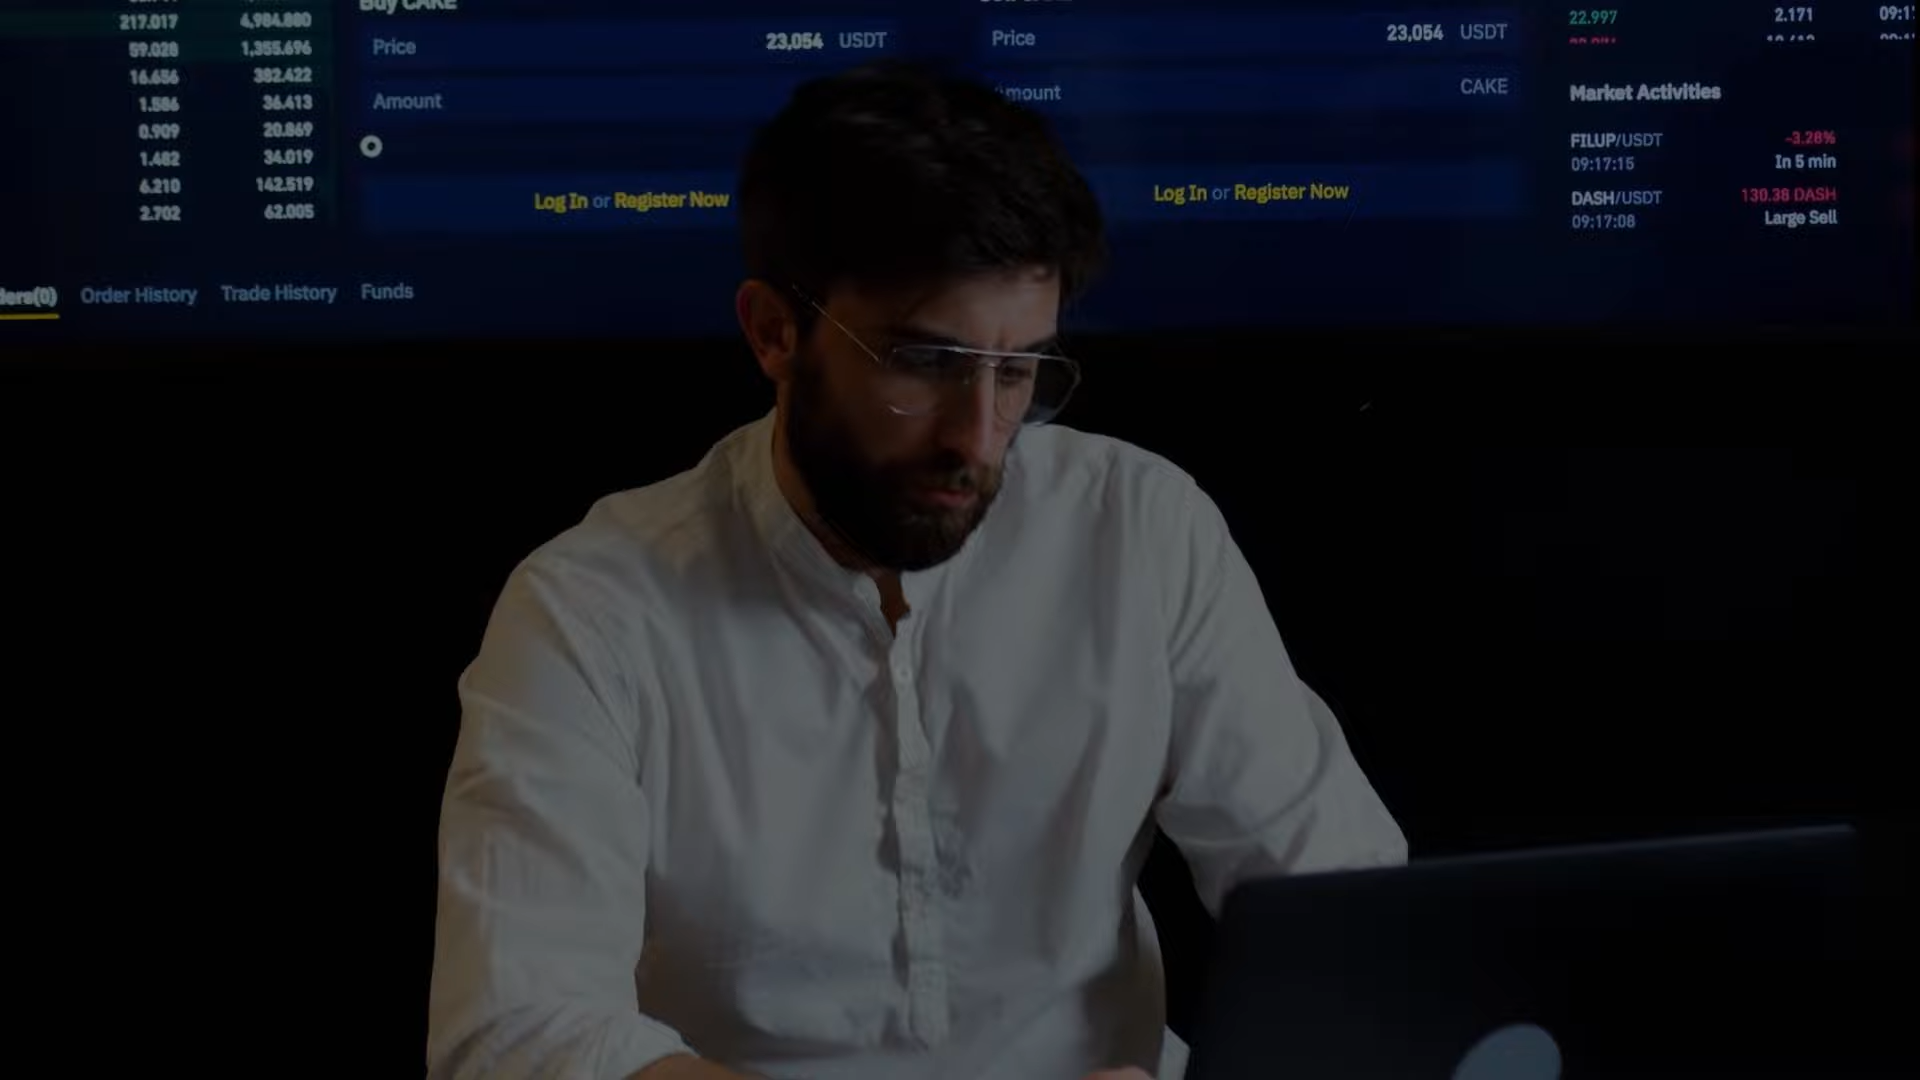 217.017 4,984.880
59.028 1,355.696
16.656 382.422
1.586 36.413
0.909 20.869
1.482 34.019
6.210 142.519
2.702 62.005
Buy CAKE
Price 23,054 USDT
Amount
Log In or Register Now
Price 23,054 USDT
Amount CAKE
Log In or Register Now
22.997 2.171
Market Activities
FILUP/USDT -3.28%
09:17:15 In 5 min
DASH/USDT 130.38 DASH
09:17:08 Large Sell
Order History Trade History Funds